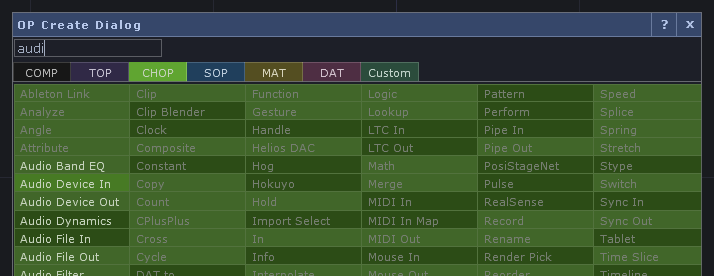 OP Create Dialog ? x
audi
COMP TOP CHOP SOP MAT DAT Custom
Ableton Link Clip Function Logic Pattern Speed
Analyze Clip Blender Gesture Lookup Perform Splice
Angle Clock Handle LTC In Pipe In Spring
Attribute Composite Helios DAC LTC Out Pipe Out Stretch
Audio Band EQ Constant Hog Math PosiStageNet Stype
Audio Device In Copy Hokuyo Merge Pulse Switch
Audio Device Out Count Hold MIDI In RealSense Sync In
Audio Dynamics CPlusPlus Import Select MIDI In Map Record Sync Out
Audio File In Cross In MIDI Out Rename Tablet
Audio File Out Cycle Info Mouse In Render Pick Time Slice
Audio Filter DAT to Interpolate Mouse Out Reorder Timeline